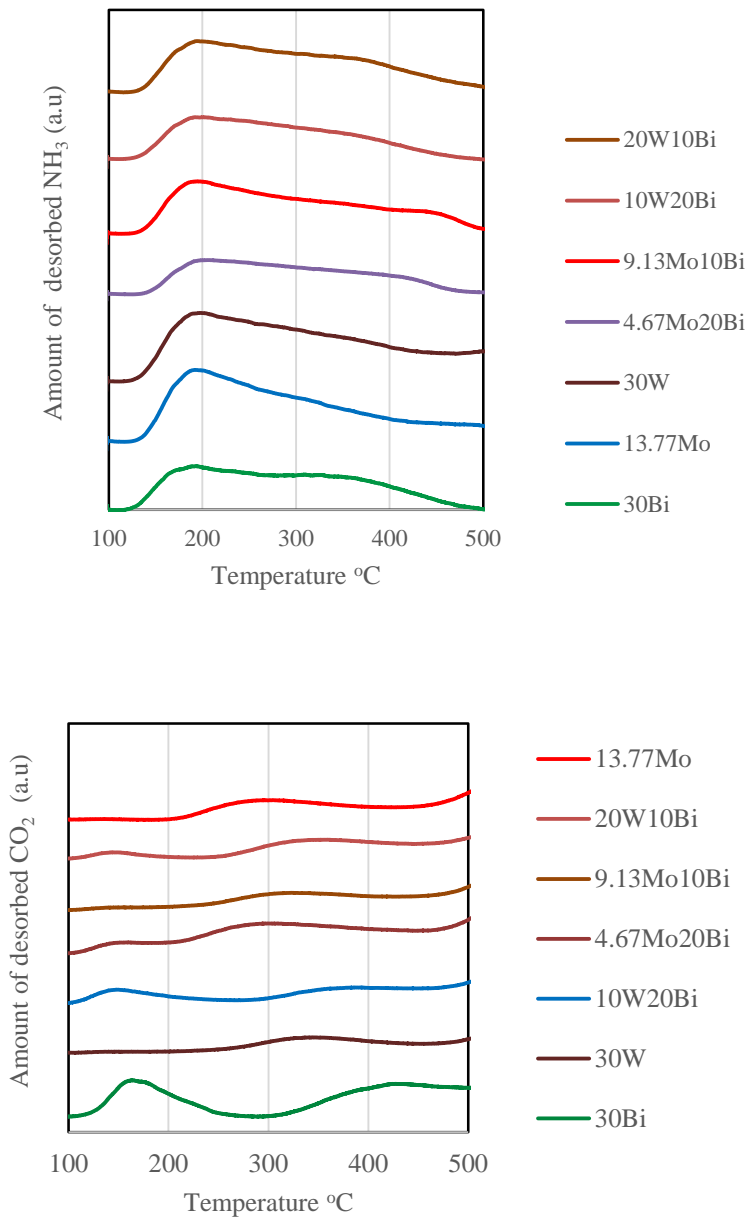 Amount of desorbed NH₃ (a.u)
20W10Bi
10W20Bi
9.13Mo10Bi
4.67Mo20Bi
30W
13.77Mo
30Bi
100 200 300 400 500
Temperature ᵒC
Amount of desorbed CO₂ (a.u)
13.77Mo
20W10Bi
9.13Mo10Bi
4.67Mo20Bi
10W20Bi
30W
30Bi
100 200 300 400 500
Temperature ᵒC